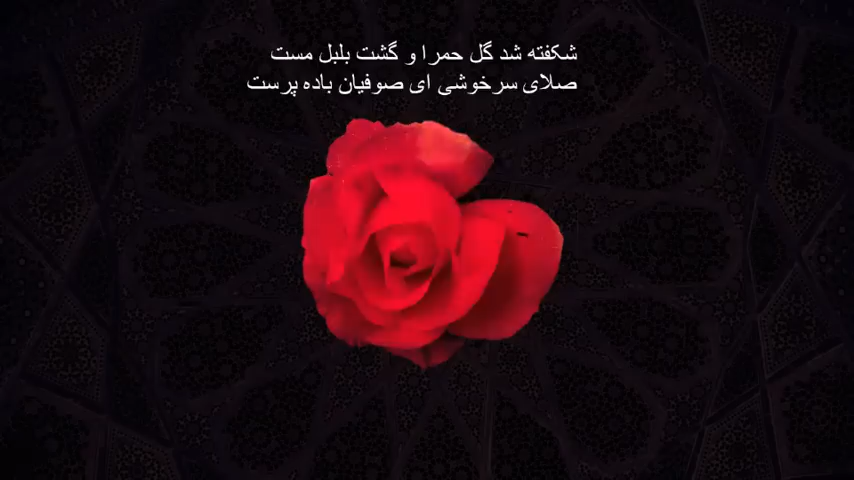 شکفته شد گل حمرا و گشت بلبل مست
صلای سرخوشی ای صوفیان باده پرست